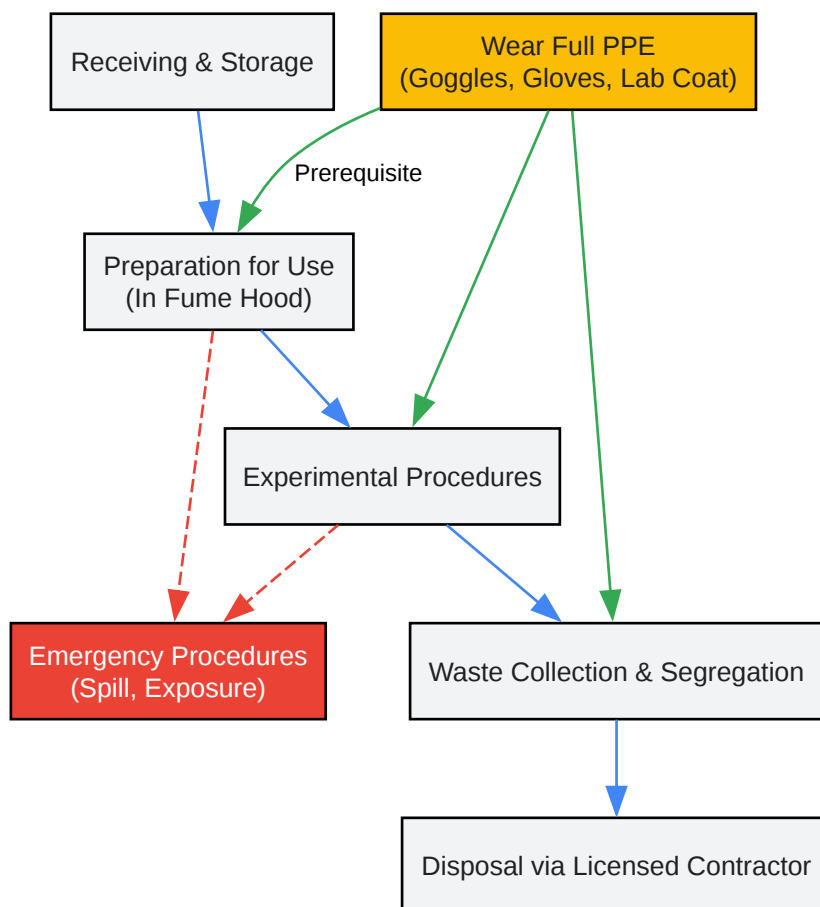 Receiving & Storage
Wear Full PPE
(Goggles, Gloves, Lab Coat)
Prerequisite
Preparation for Use
(In Fume Hood)
Experimental Procedures
Emergency Procedures
(Spill, Exposure)
Waste Collection & Segregation
Disposal via Licensed Contractor